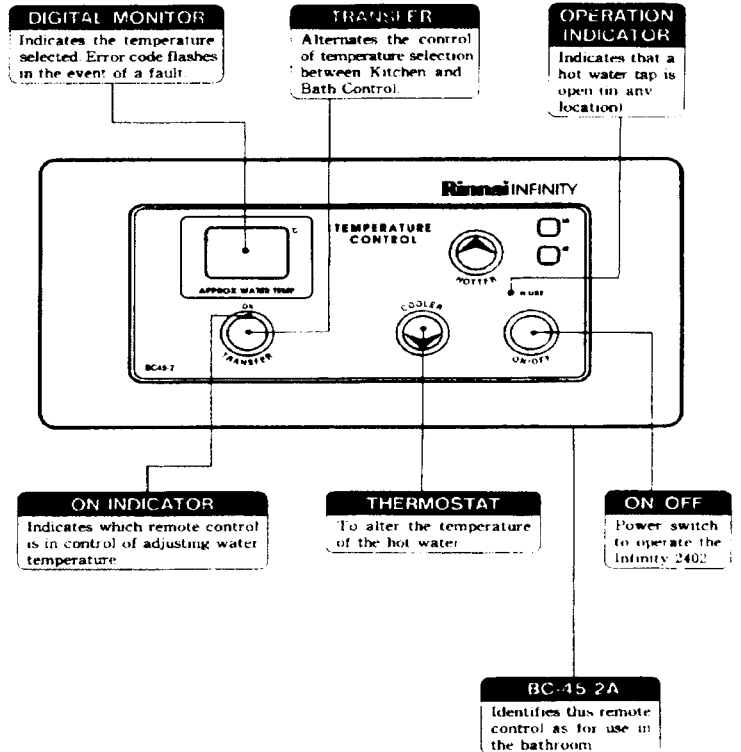 DIGITAL MONITOR
Indicates the temperature
selected. Error code flashes
in the event of a fault.
TRANSFER
Alternates the control
of temperature selection
between Kitchen and
Bath Control.
OPERATION
INDICATOR
Indicates that a
hot water tap is
open (in any
location)
Rinnai INFINITY
°C
TEMPERATURE
CONTROL
APPROX WATER TEMP
HOTTER
IN USE
ON
COOLER
TRANSFER
ON/OFF
BC45-2
ON INDICATOR
Indicates which remote control
is in control of adjusting water
temperature
THERMOSTAT
To alter the temperature
of the hot water
ON OFF
Power switch
to operate the
Infinity 2402
BC-45-2A
Identifies this remote
control as for use in
the bathroom